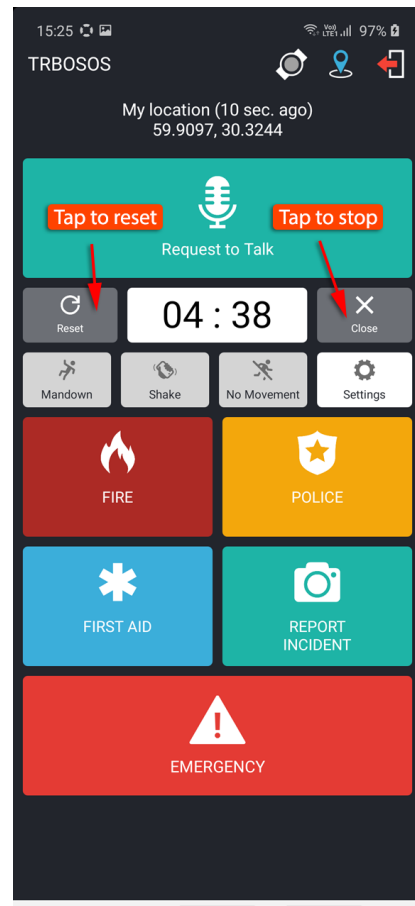 15:25
Vo))
LTE1
97%
TRBOSOS
My location (10 sec. ago)
59.9097, 30.3244
Tap to reset
Tap to stop
Request to Talk
Reset
04 : 38
Close
Mandown
Shake
No Movement
Settings
FIRE
POLICE
FIRST AID
REPORT
INCIDENT
EMERGENCY